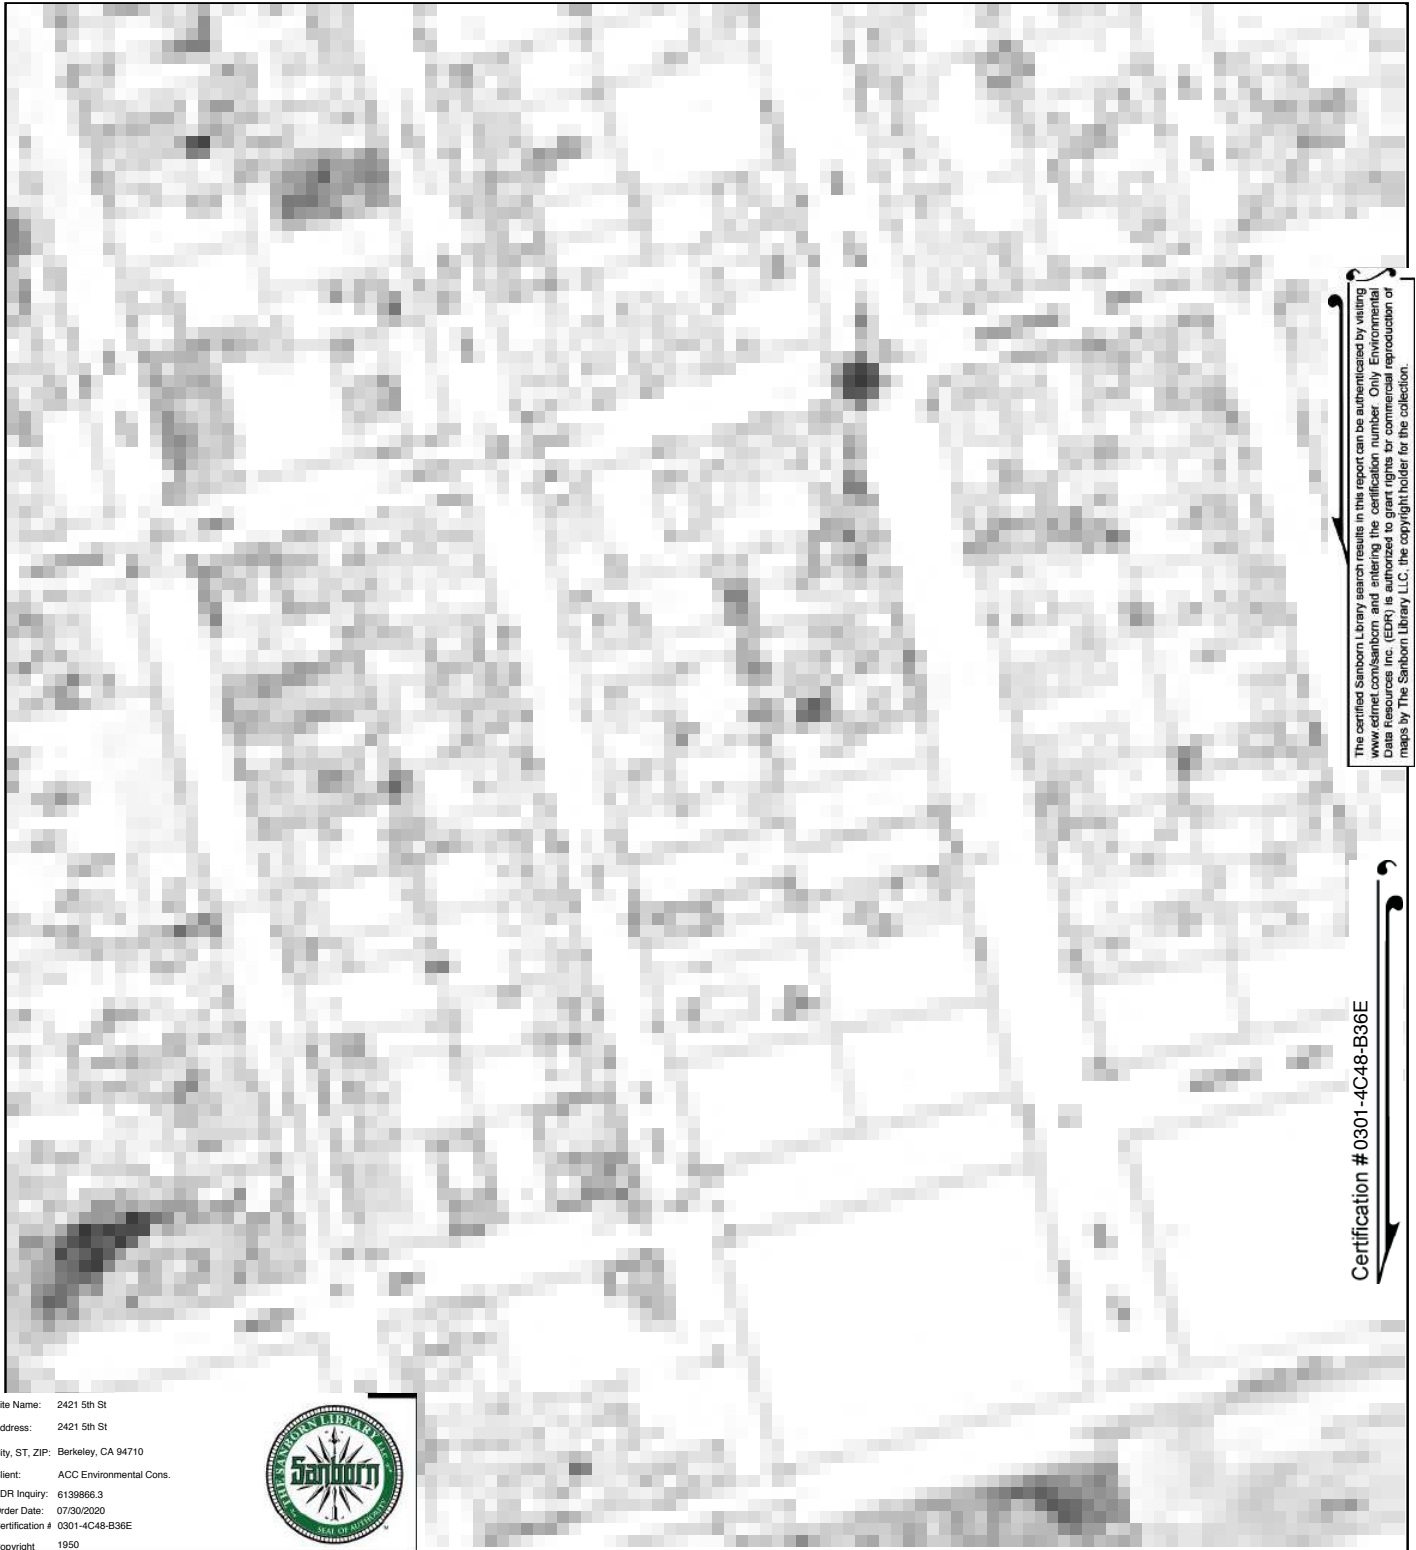 The certified Sanborn Library search results in this report can be authenticated by visiting
www.edrnet.com/sanborn and entering the certification number. Only Environmental
Data Resources Inc. (EDR) is authorized to grant rights for commercial reproduction of
maps by The Sanborn Library LLC, the copyright holder for the collection.
Certification # 0301-4C48-B36E
ite Name: 2421 5th St
ddress: 2421 5th St
ity, ST, ZIP: Berkeley, CA 94710
lient: ACC Environmental Cons.
DR Inquiry: 6139866.3
rder Date: 07/30/2020
ertification # 0301-4C48-B36E
opyright 1950
THE SANBORN LIBRARY LLC
Sanborn
SEAL OF AUTHORITY